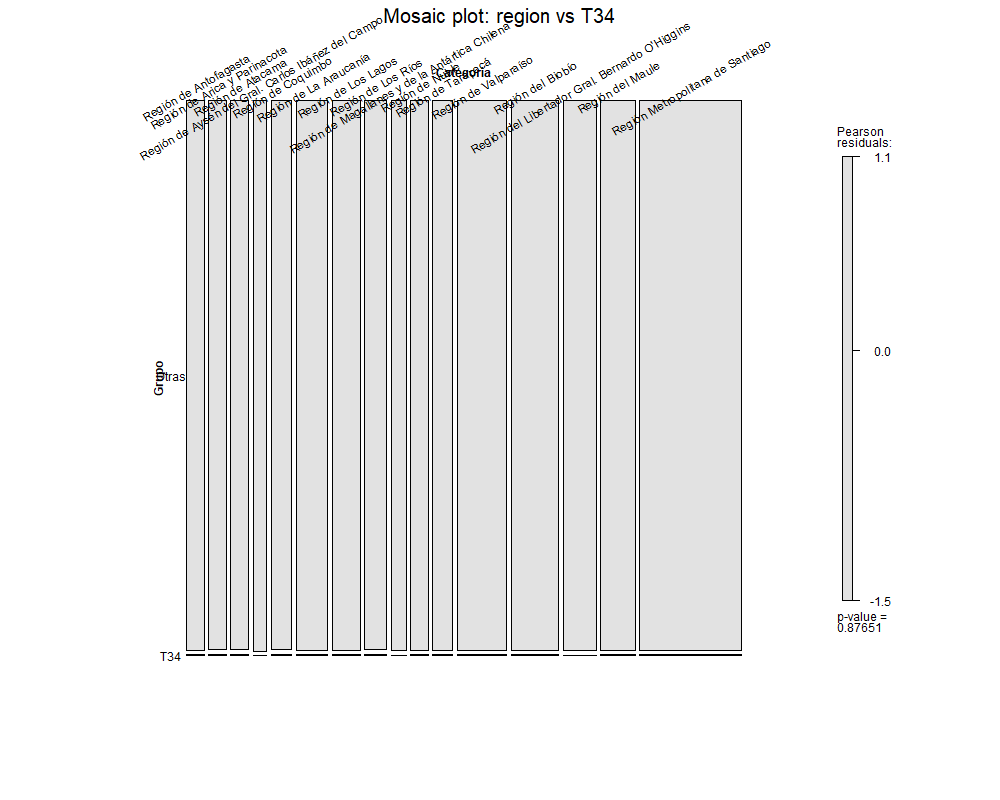 Mosaic plot: region vs T34
Categoria
Región de Antofagasta
Región de Arica y Parinacota
Región de Atacama
Región de Aysén del Gral. Carlos Ibáñez del Campo
Región de Coquimbo
Región de La Araucanía
Región de Los Lagos
Región de Los Ríos
Región de Magallanes y de la Antártica Chilena
Región de Ñuble
Región de Tarapacá
Región de Valparaíso
Región del Biobío
Región del Libertador Gral. Bernardo O'Higgins
Región del Maule
Región Metropolitana de Santiago
Pearson
residuals:
1.1
0.0
-1.5
p-value =
0.87651
Grupo
Otras
T34